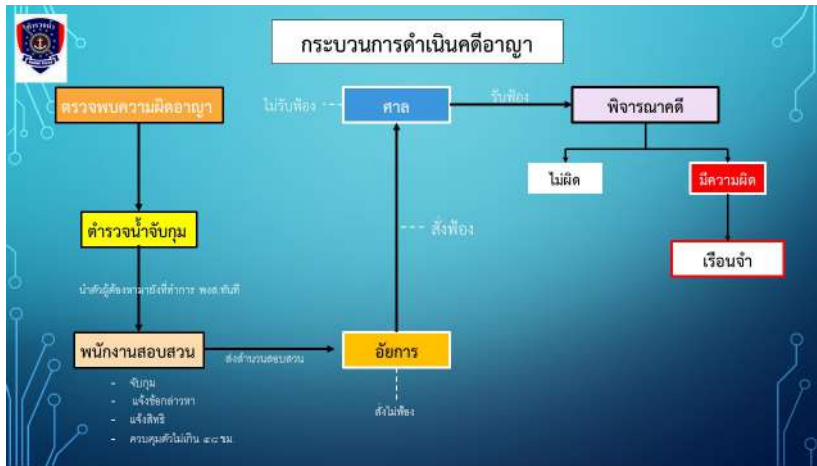 ตำรวจน้ำ
กระบวนการดำเนินคดีอาญา
ตรวจพบความผิดอาญา
ไม่รับฟ้อง
ศาล
รับฟ้อง
พิจารณาคดี
ไม่ผิด
มีความผิด
ตำรวจน้ำจับกุม
สั่งฟ้อง
เรือนจำ
นำตัวผู้ต้องหามายังที่ทำการ พงส.ทันที
พนักงานสอบสวน
ส่งสำนวนสอบสวน
อัยการ
- จับกุม
- แจ้งข้อกล่าวหา
- แจ้งสิทธิ
- ควบคุมตัวไม่เกิน ๔๘ ชม.
สั่งไม่ฟ้อง